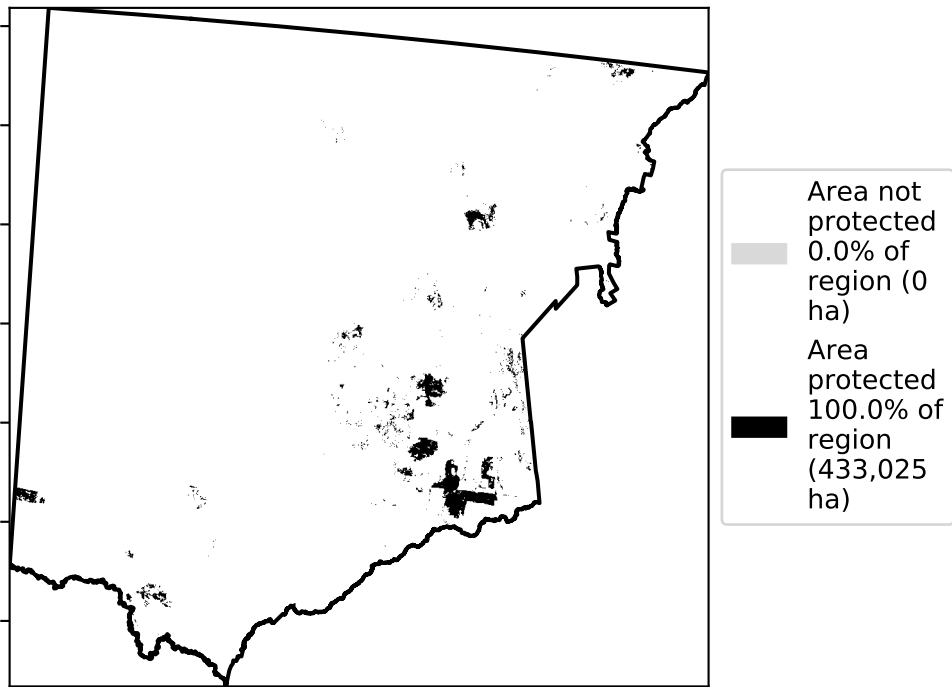 Area not
protected
0.0% of
region (0
ha)
Area
protected
100.0% of
region
(433,025
ha)